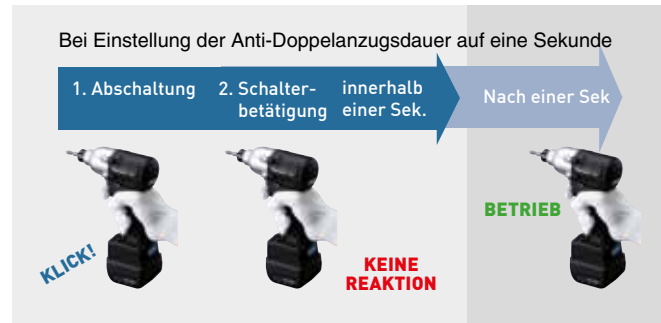 Bei Einstellung der Anti-Doppelanzugsdauer auf eine Sekunde
1. Abschaltung
2. Schalter-
betätigung
innerhalb
einer Sek.
Nach einer Sek
KLICK!
KEINE
REAKTION
BETRIEB